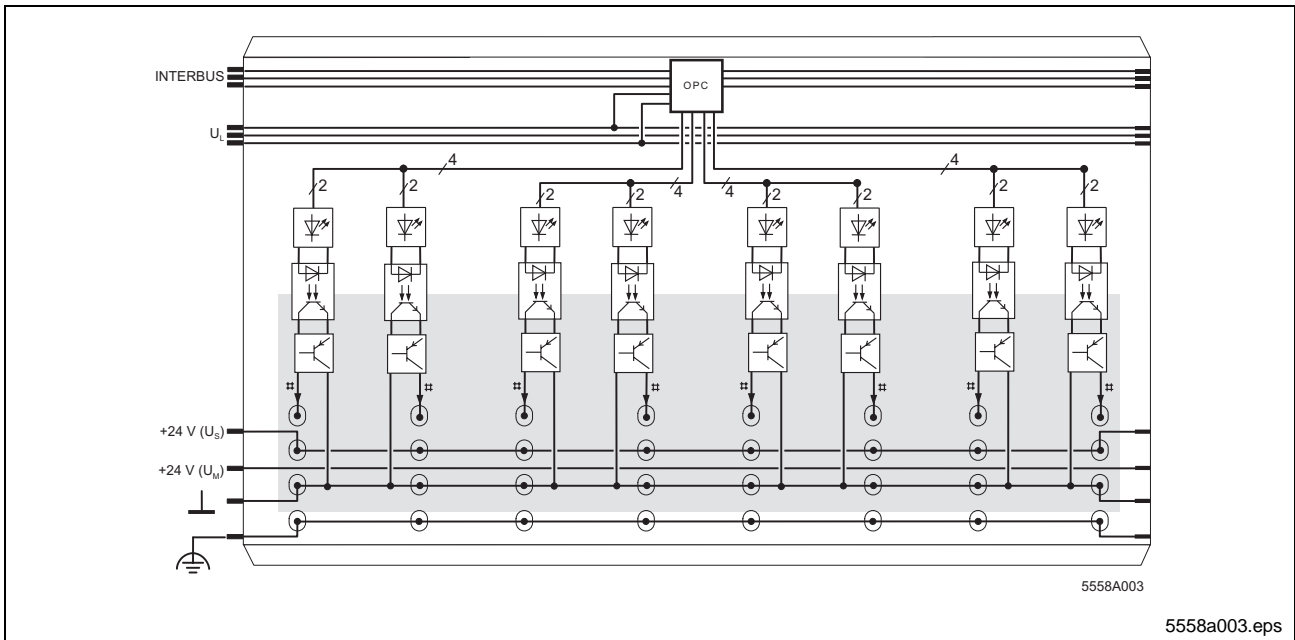 INTERBUS
OPC
U_L
4
4
2
2
2
2
4
4
2
2
2
2
⌗
⌗
⌗
⌗
⌗
⌗
⌗
⌗
+24 V (U_S)
+24 V (U_M)
5558A003
5558a003.eps